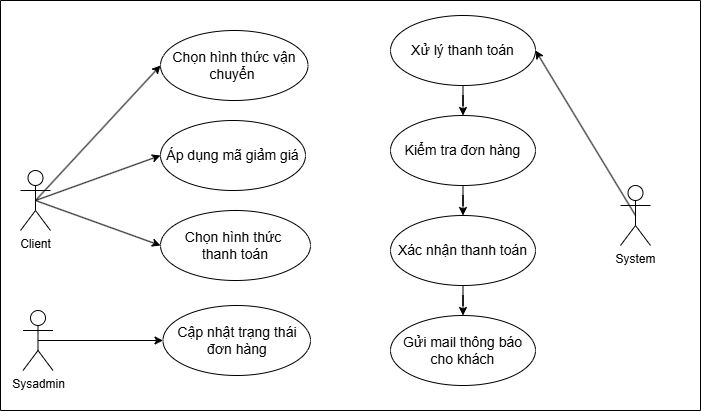 Chọn hình thức vận
chuyển
Áp dụng mã giảm giá
Chọn hình thức
thanh toán
Client
Cập nhật trạng thái
đơn hàng
Sysadmin
Xử lý thanh toán
Kiểm tra đơn hàng
Xác nhận thanh toán
Gửi mail thông báo
cho khách
System